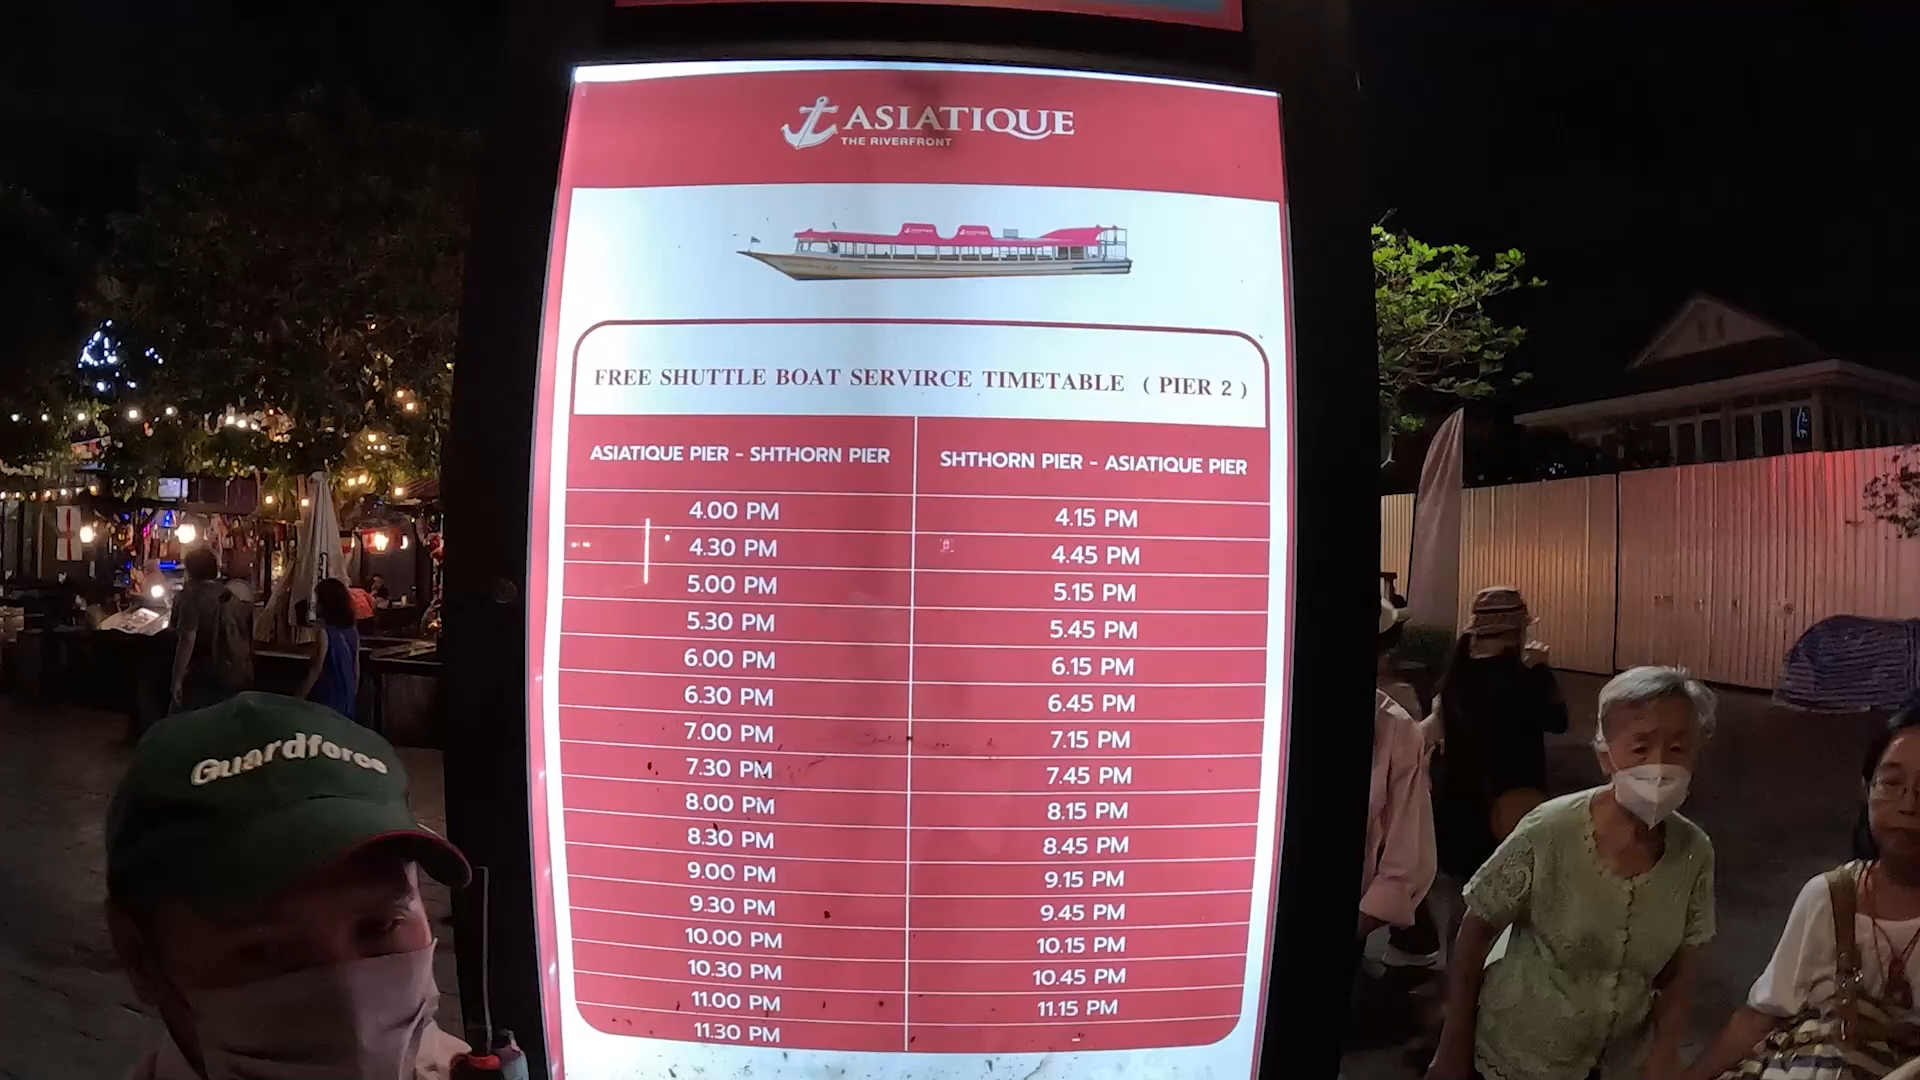 ASIATIQUE
THE RIVERFRONT
FREE SHUTTLE BOAT SERVIRCE TIMETABLE ( PIER 2 )
ASIATIQUE PIER - SHTHORN PIER
SHTHORN PIER - ASIATIQUE PIER
4.00 PM
4.15 PM
4.30 PM
4.45 PM
5.00 PM
5.15 PM
5.30 PM
5.45 PM
6.00 PM
6.15 PM
6.30 PM
6.45 PM
7.00 PM
7.15 PM
7.30 PM
7.45 PM
8.00 PM
8.15 PM
8.30 PM
8.45 PM
9.00 PM
9.15 PM
9.30 PM
9.45 PM
10.00 PM
10.15 PM
10.30 PM
10.45 PM
11.00 PM
11.15 PM
11.30 PM
-
Guardforce